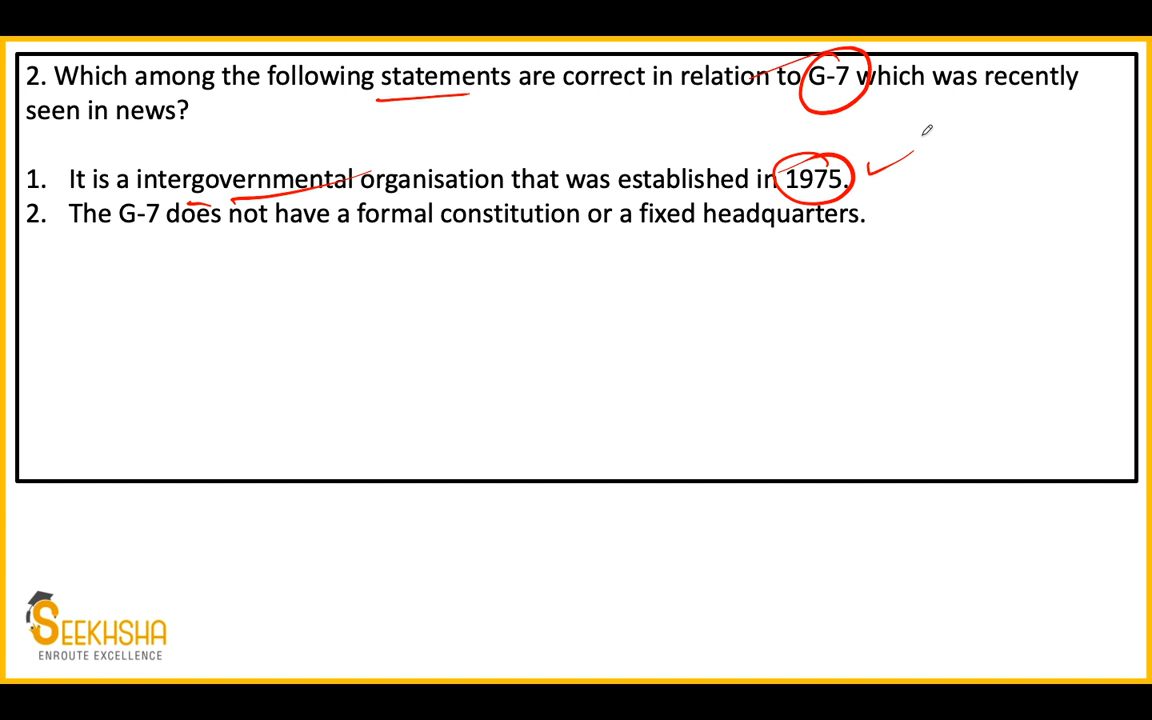 2. Which among the following statements are correct in relation to G-7 which was recently
seen in news?
1. It is a intergovernmental organisation that was established in 1975.
2. The G-7 does not have a formal constitution or a fixed headquarters.
SEEKHSHA
ENROUTE EXCELLENCE